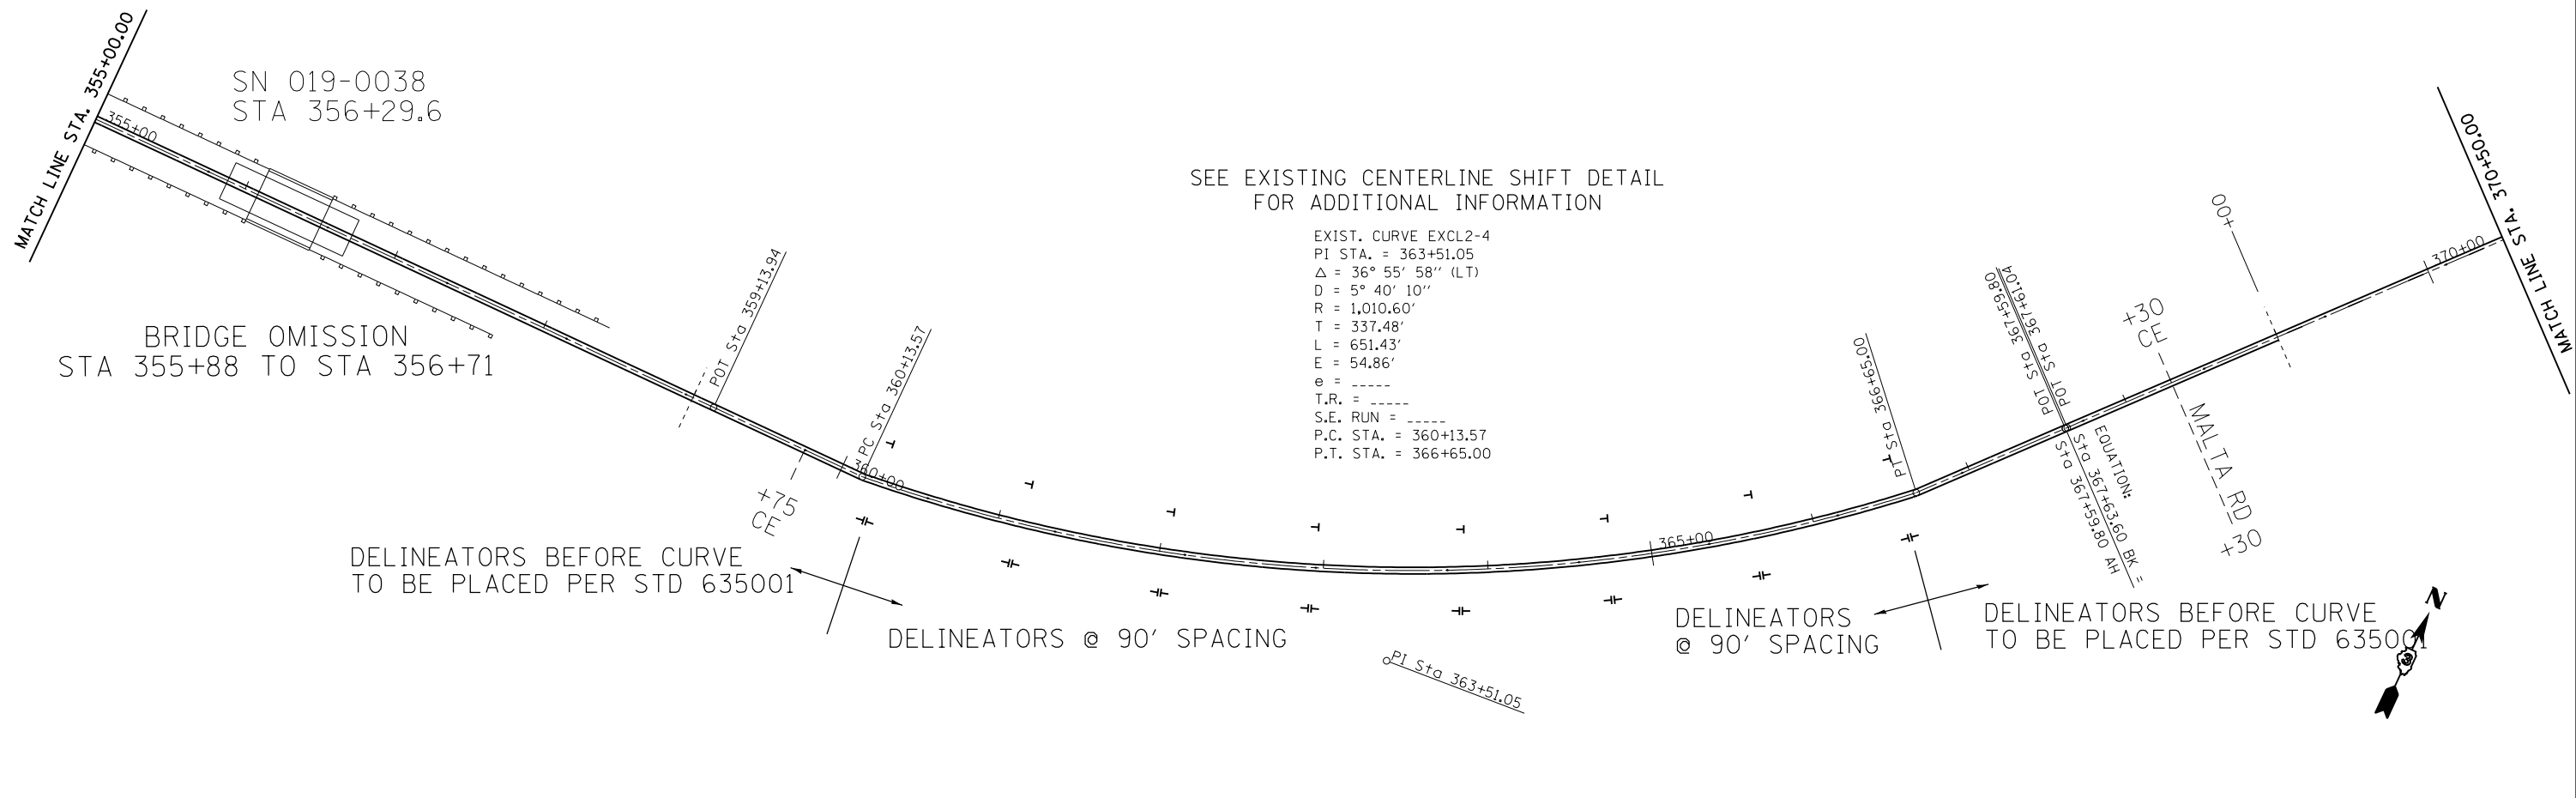 MATCH LINE STA. 355+00.00
355+00
SN 019-0038
STA 356+29.6
BRIDGE OMISSION
STA 355+88 TO STA 356+71
POT Sta 359+13.94
PC Sta 360+13.57
360+00
+75
CE
DELINEATORS BEFORE CURVE
TO BE PLACED PER STD 635001
DELINEATORS @ 90' SPACING
SEE EXISTING CENTERLINE SHIFT DETAIL
FOR ADDITIONAL INFORMATION
EXIST. CURVE EXCL2-4
PI STA. = 363+51.05
△ = 36° 55' 58" (LT)
D = 5° 40' 10"
R = 1,010.60'
T = 337.48'
L = 651.43'
E = 54.86'
e = _____
T.R. = _____
S.E. RUN = _____
P.C. STA. = 360+13.57
P.T. STA. = 366+65.00
PI Sta 363+51.05
365+00
PT Sta 366+65.00
DELINEATORS
@ 90' SPACING
POT Sta 367+59.80
POT Sta 367+61.04
EQUATION:
Sta 367+63.60 BK =
Sta 367+59.80 AH
+30
CE
MALTA RD
+30
+00
370+00
MATCH LINE STA. 370+50.00
DELINEATORS BEFORE CURVE
TO BE PLACED PER STD 635001
N
3